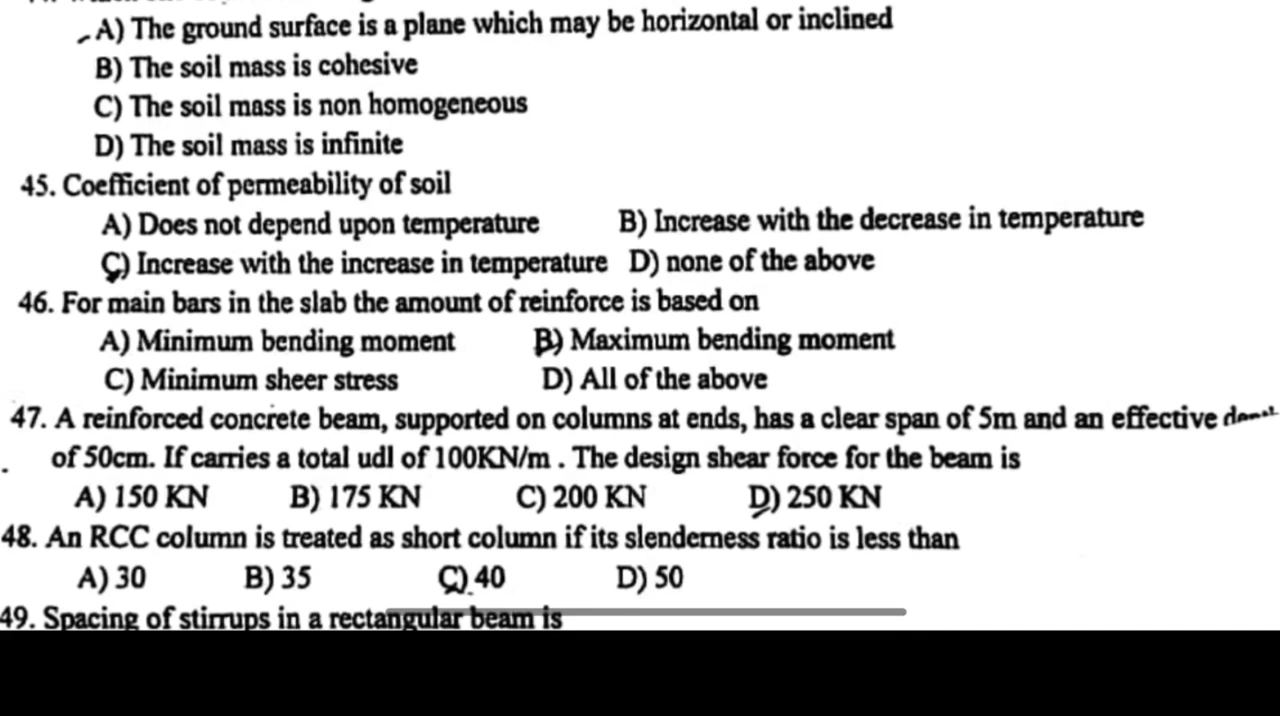 A) The ground surface is a plane which may be horizontal or inclined
B) The soil mass is cohesive
C) The soil mass is non homogeneous
D) The soil mass is infinite
45. Coefficient of permeability of soil
A) Does not depend upon temperature B) Increase with the decrease in temperature
C) Increase with the increase in temperature D) none of the above
46. For main bars in the slab the amount of reinforce is based on
A) Minimum bending moment B) Maximum bending moment
C) Minimum sheer stress D) All of the above
47. A reinforced concrete beam, supported on columns at ends, has a clear span of 5m and an effective
of 50cm. If carries a total udl of 100KN/m . The design shear force for the beam is
A) 150 KN B) 175 KN C) 200 KN D) 250 KN
48. An RCC column is treated as short column if its slenderness ratio is less than
A) 30 B) 35 C) 40 D) 50
49. Spacing of stirrups in a rectangular beam is